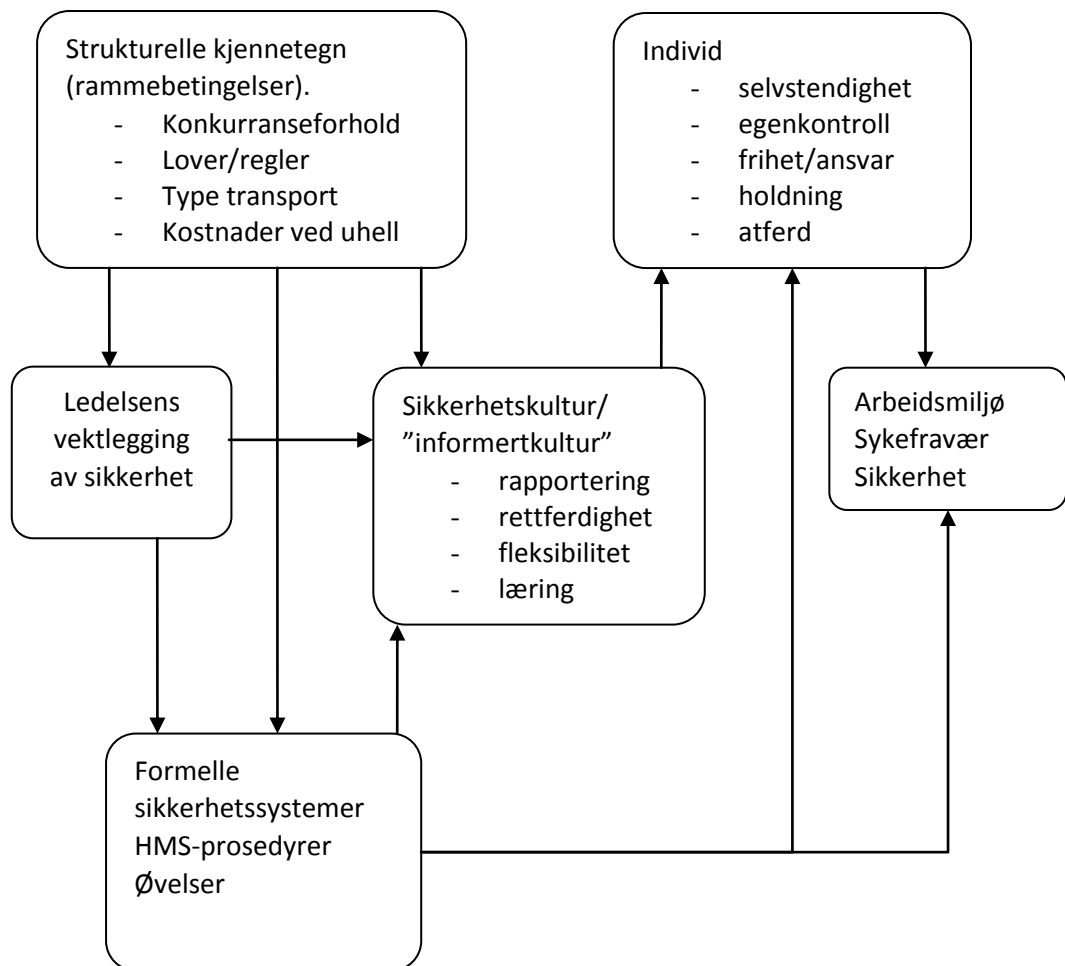 Strukturelle kjennetegn
(rammebetingelser).
- Konkurranseforhold
- Lover/regler
- Type transport
- Kostnader ved uhell
Individ
- selvstendighet
- egenkontroll
- frihet/ansvar
- holdning
- atferd
Ledelsens
vektlegging
av sikkerhet
Sikkerhetskultur/
”informertkultur”
- rapportering
- rettferdighet
- fleksibilitet
- læring
Arbeidsmiljø
Sykefravær
Sikkerhet
Formelle
sikkerhetssystemer
HMS-prosedyrer
Øvelser